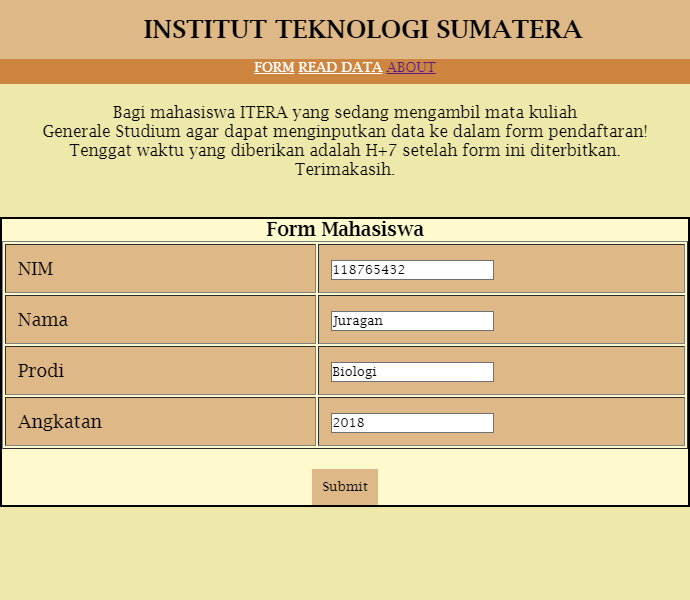 INSTITUT TEKNOLOGI SUMATERA
FORM READ DATA ABOUT
Bagi mahasiswa ITERA yang sedang mengambil mata kuliah
Generale Studium agar dapat menginputkan data ke dalam form pendaftaran!
Tenggat waktu yang diberikan adalah H+7 setelah form ini diterbitkan.
Terimakasih.
Form Mahasiswa
NIM 118765432
Nama Juragan
Prodi Biologi
Angkatan 2018
Submit